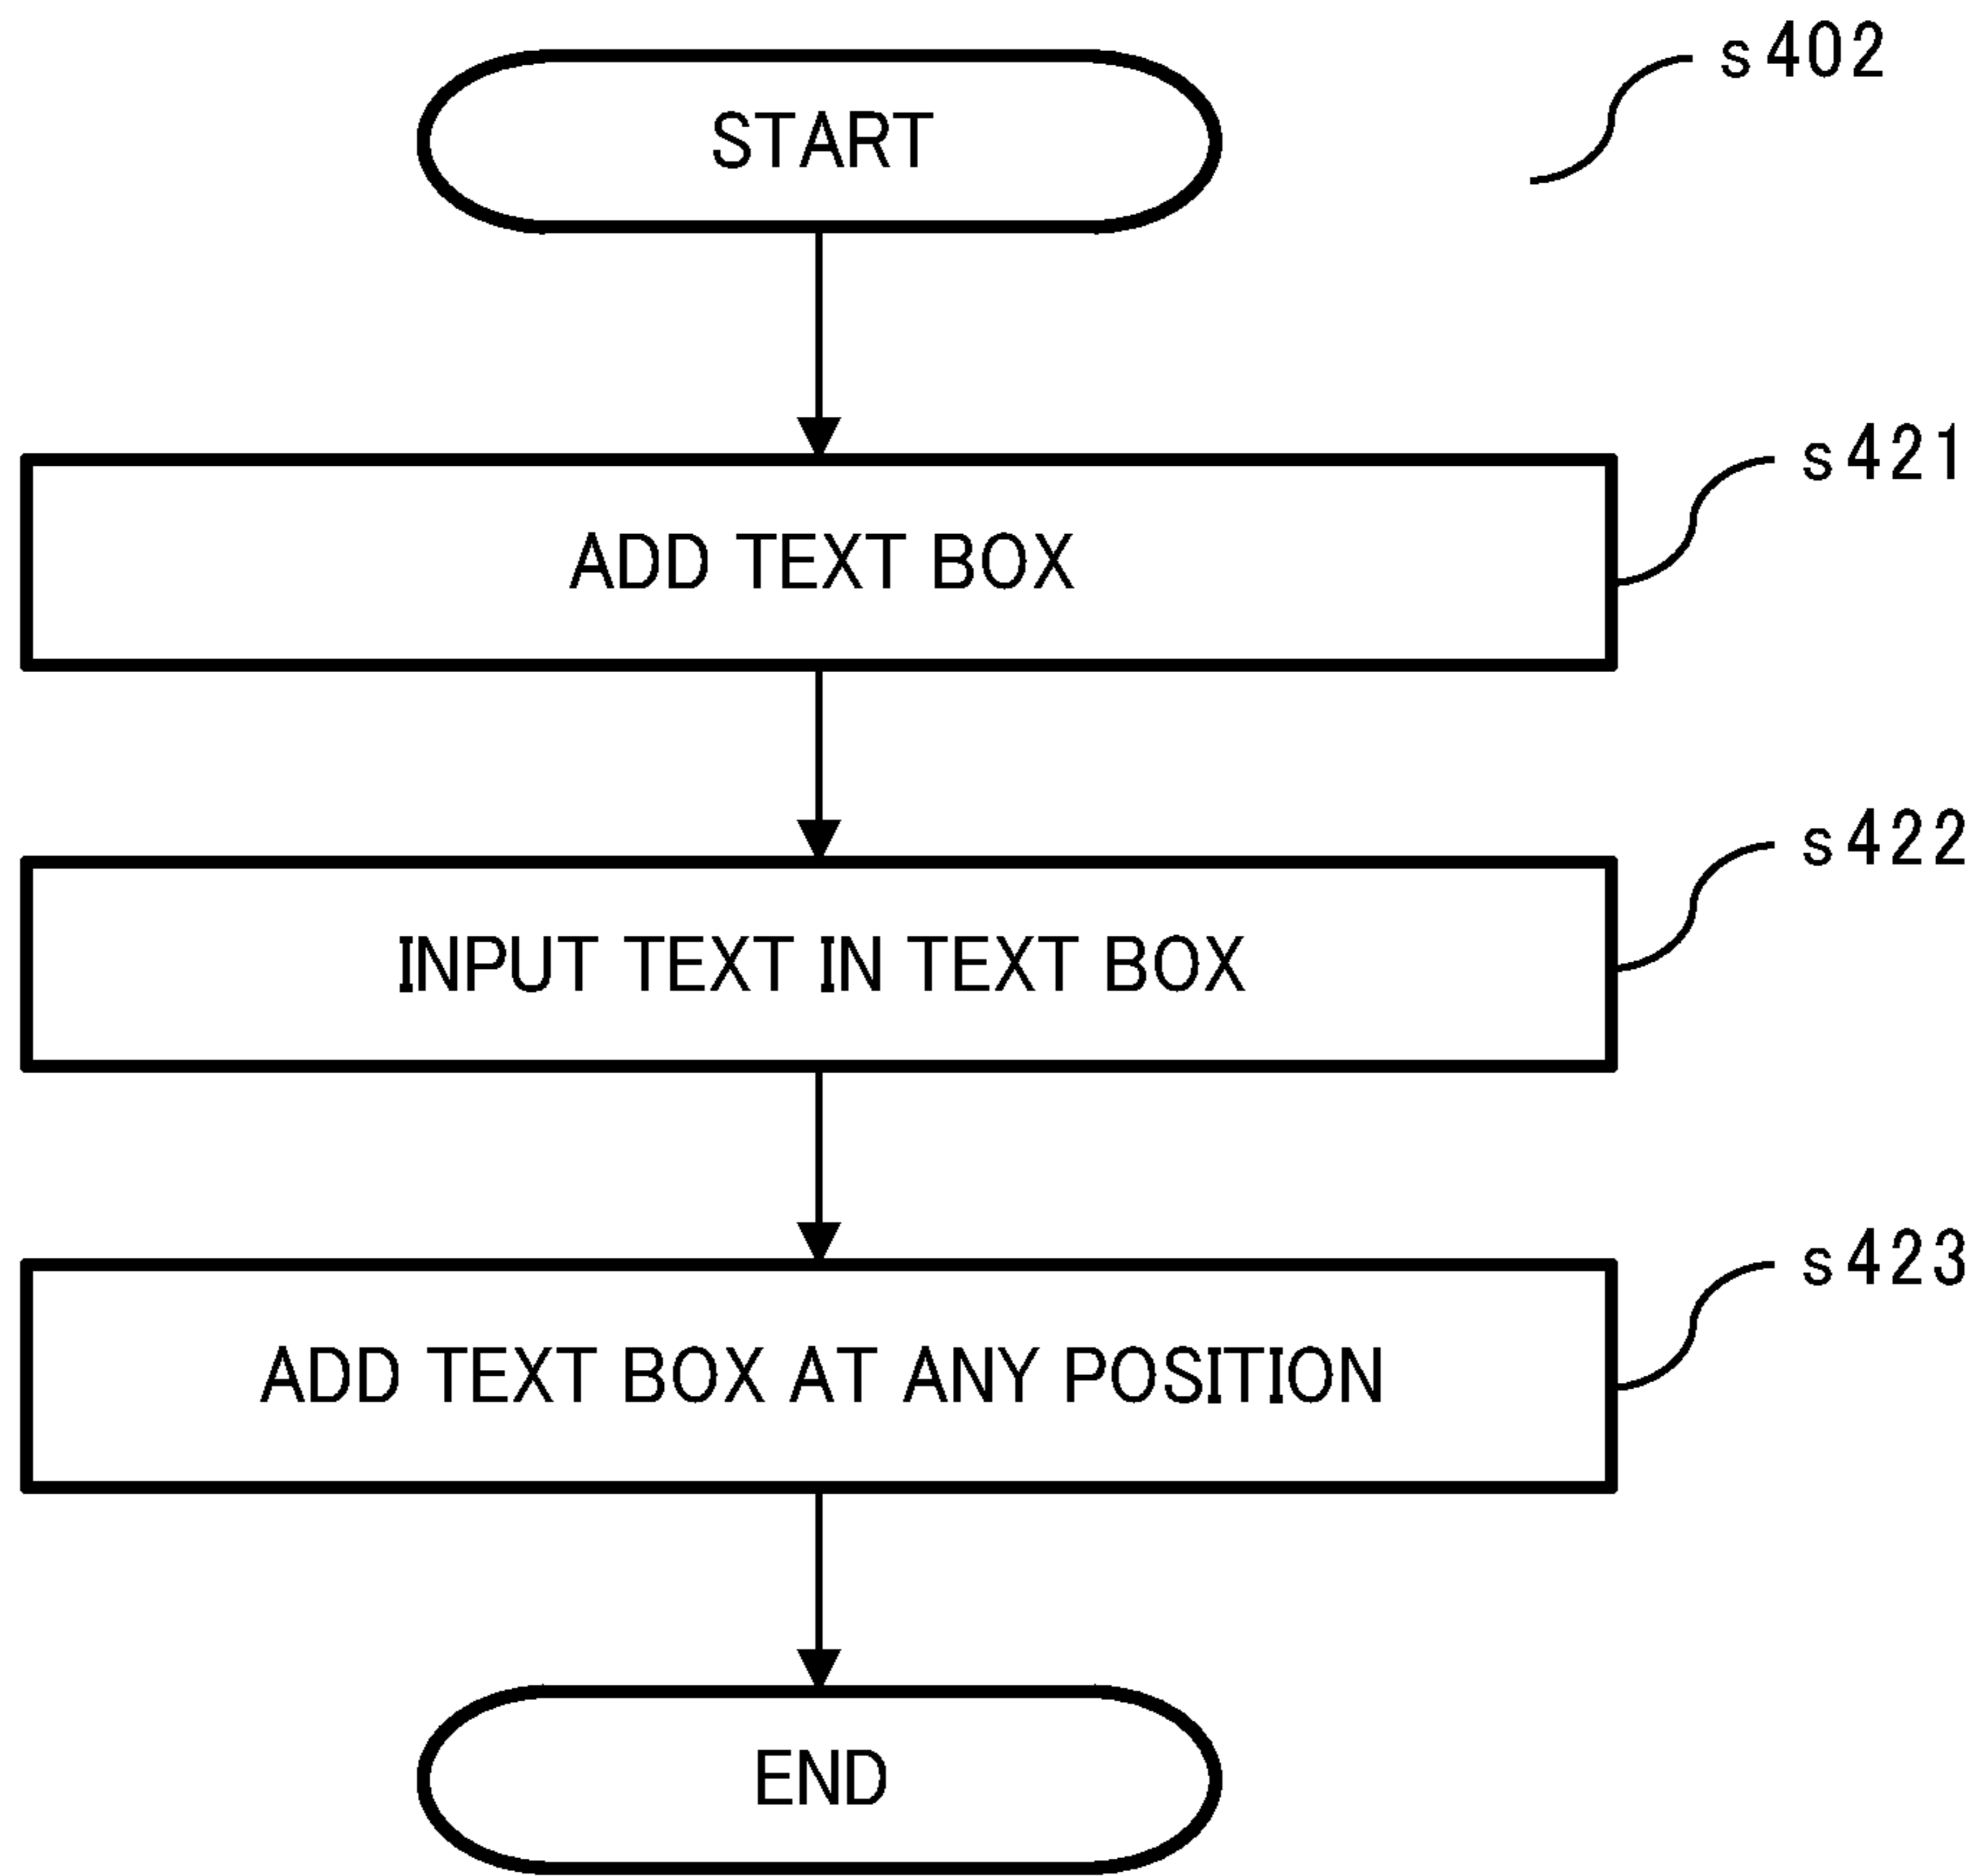 START
s402
ADD TEXT BOX
s421
INPUT TEXT IN TEXT BOX
s422
ADD TEXT BOX AT ANY POSITION
s423
END